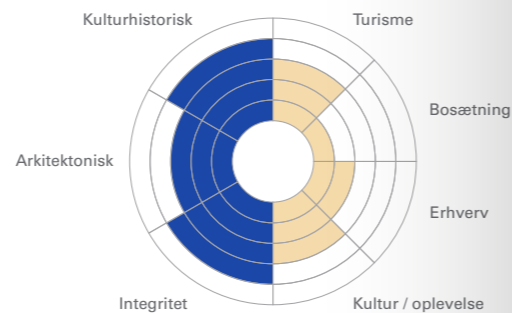 Kulturhistorisk
Turisme
Bosætning
Arkitektonisk
Erhverv
Integritet
Kultur / oplevelse